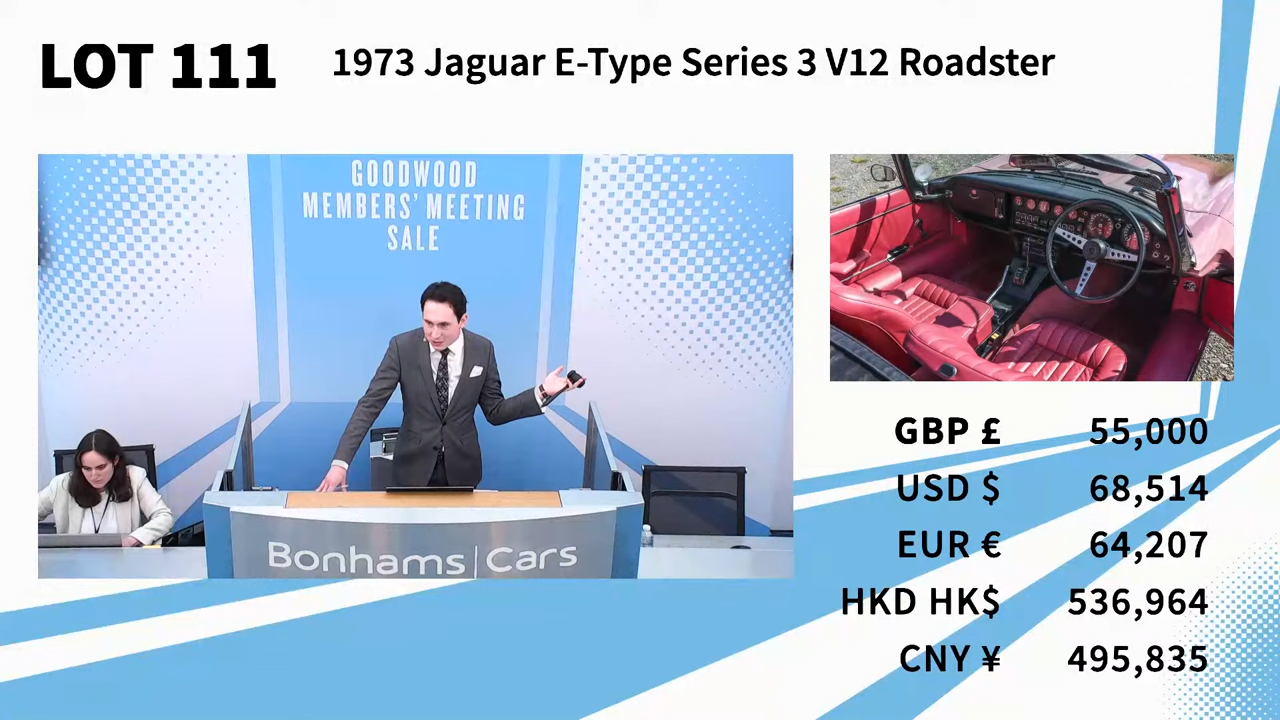 LOT 111
1973 Jaguar E-Type Series 3 V12 Roadster
GOODWOOD
MEMBERS' MEETING
SALE
Bonhams|Cars
GBP £ 55,000
USD $ 68,514
EUR € 64,207
HKD HK$ 536,964
CNY ¥ 495,835